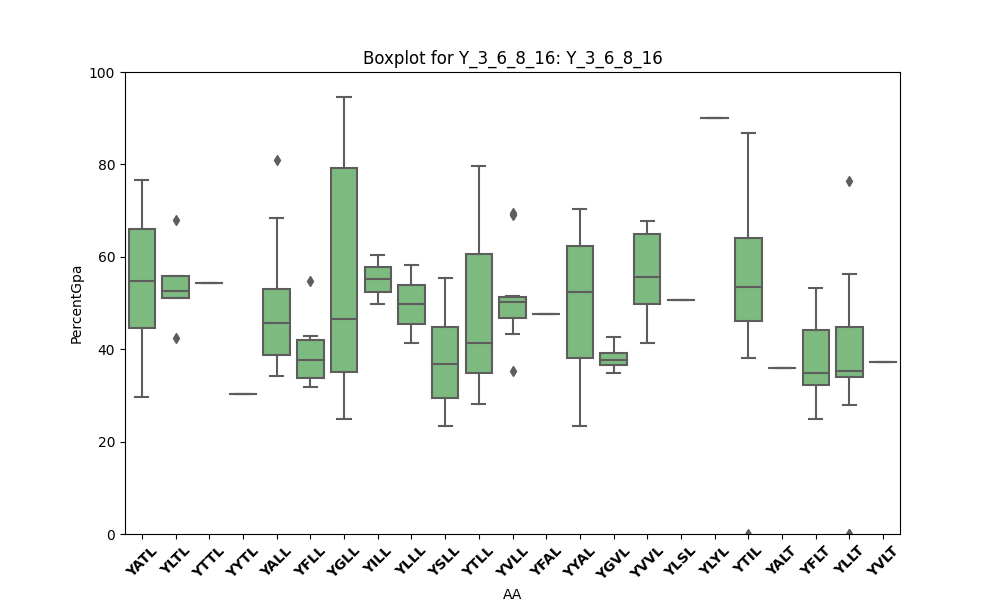 Boxplot for Y_3_6_8_16: Y_3_6_8_16
PercentGpa
100
80
60
40
20
0
YATL YLTL YTTL YYTL YALL YFLL YGLL YILL YLLL YSLL YTLL YVLL YFAL YYAL YGVL YVVL YLSL YLYL YTIL YALT YFLT YLLT YVLT
AA